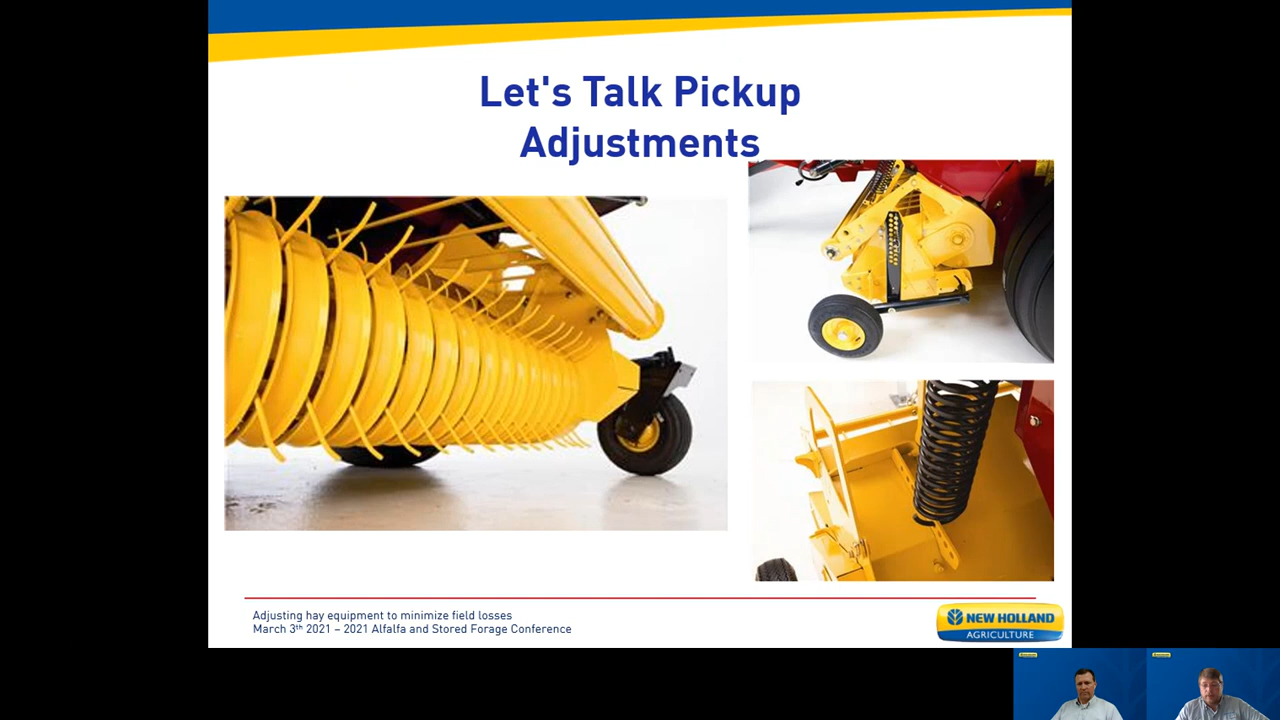 Let's Talk Pickup
Adjustments
Adjusting hay equipment to minimize field losses
March 3th 2021 – 2021 Alfalfa and Stored Forage Conference
NEW HOLLAND
AGRICULTURE